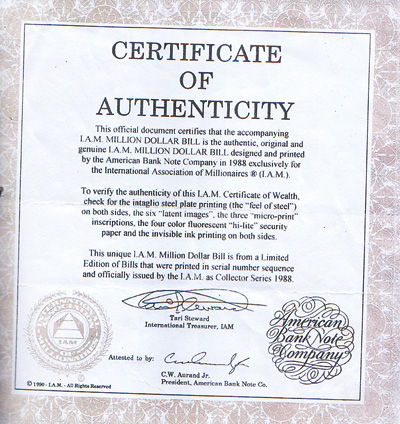 CERTIFICATE
OF
AUTHENTICITY
This official document certifies that the accompanying
I.A.M. MILLION DOLLAR BILL is the authentic, original and
genuine I.A.M. MILLION DOLLAR BILL designed and printed
by the American Bank Note Company in 1988 exclusively for
the International Association of Millionaires ® (I.A.M.).
To verify the authenticity of this I.A.M. Certificate of Wealth,
check for the intaglio steel plate printing (the "feel of steel")
on both sides, the six "latent images", the three "micro-print"
inscriptions, the four color fluorescent "hi-lite" security
paper and the invisible ink printing on both sides.
This unique I.A.M. Million Dollar Bill is from a Limited
Edition of Bills that were printed in serial number sequence
and officially issued by the I.A.M. as Collector Series 1988.
Tari Steward
International Treasurer, IAM
Attested to by:
C.W. Aurand Jr.
President, American Bank Note Co.
I.A.M.
American
Bank Note
Company
© 1990 - I.A.M. - All Rights Reserved